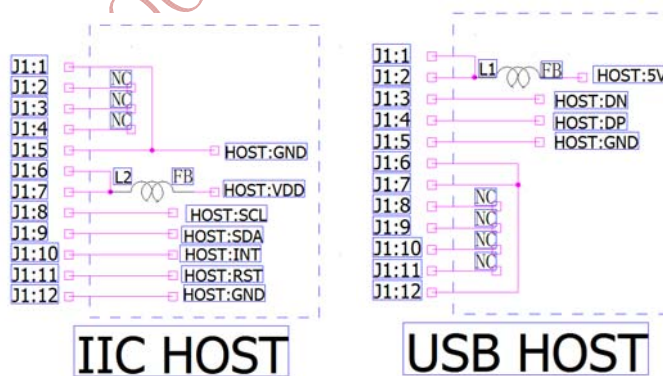 J1:1
J1:2 NC
J1:3 NC
J1:4 NC
J1:5 HOST:GND
J1:6
J1:7 L2 FB HOST:VDD
J1:8 HOST:SCL
J1:9 HOST:SDA
J1:10 HOST:INT
J1:11 HOST:RST
J1:12 HOST:GND
IIC HOST
J1:1
J1:2 L1 FB HOST:5V
J1:3 HOST:DN
J1:4 HOST:DP
J1:5 HOST:GND
J1:6
J1:7
J1:8 NC
J1:9 NC
J1:10 NC
J1:11 NC
J1:12
USB HOST